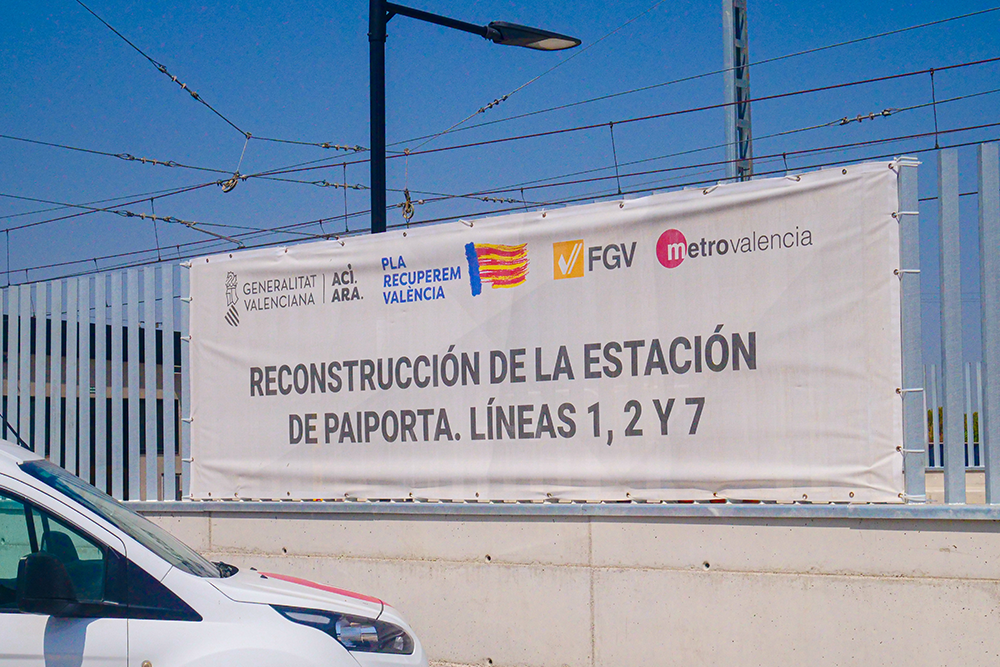 GENERALITAT
VALENCIANA
ACÍ.
ARA.
PLA
RECUPEREM
VALÈNCIA
FGV
metrovalencia
RECONSTRUCCIÓN DE LA ESTACIÓN
DE PAIPORTA. LÍNEAS 1, 2 Y 7